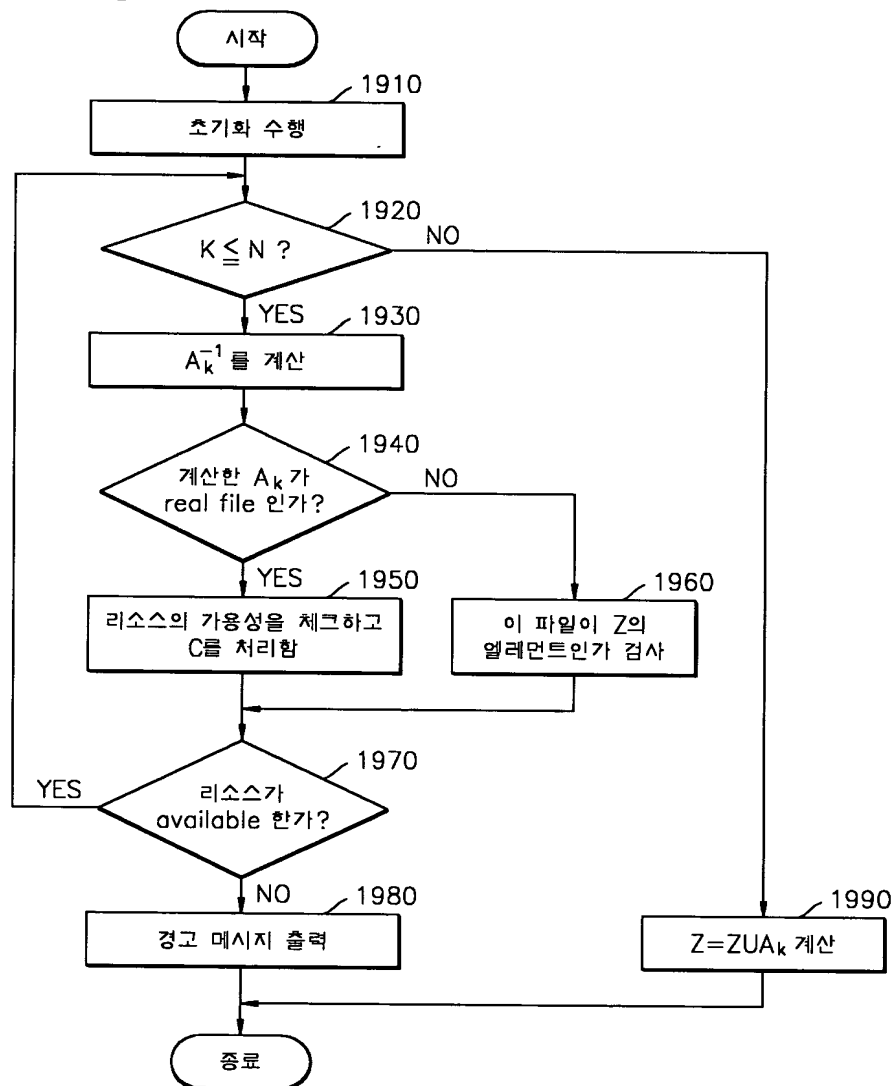 시작
1910
초기화 수행
1920
K ≦ N ?
NO
YES
1930
A_k^-1 를 계산
1940
계산한 A_k 가
real file 인가?
NO
YES
1950
리소스의 가용성을 체크하고
C를 처리함
1960
이 파일이 Z의
엘레먼트인가 검사
1970
YES
리소스가
available 한가?
NO
1980
경고 메시지 출력
1990
Z=ZUA_k 계산
종료